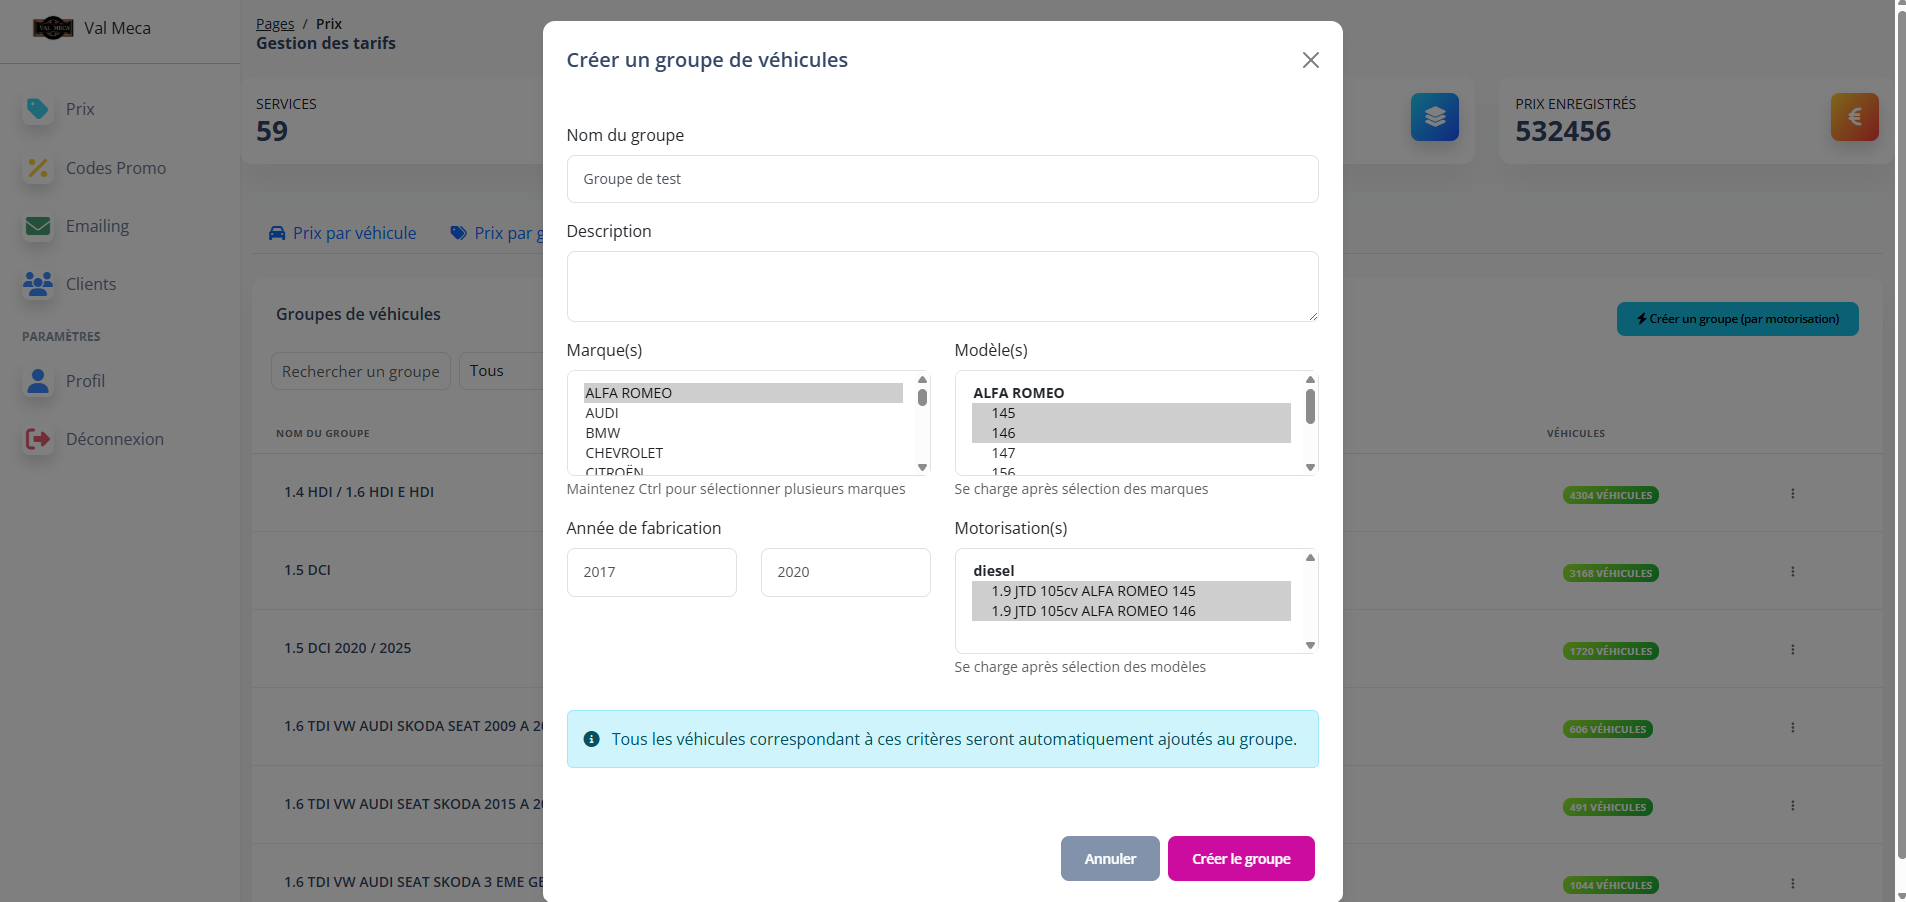 Val Meca
Prix
Codes Promo
Emailing
Clients
PARAMÈTRES
Profil
Déconnexion
Pages / Prix
Gestion des tarifs
SERVICES
59
PRIX ENREGISTRÉS
532456
€
Prix par véhicule
Prix par g
Groupes de véhicules
Créer un groupe (par motorisation)
Rechercher un groupe
Tous
NOM DU GROUPE
VÉHICULES
1.4 HDI / 1.6 HDI E HDI
4304 VÉHICULES
1.5 DCI
3168 VÉHICULES
1.5 DCI 2020 / 2025
1720 VÉHICULES
1.6 TDI VW AUDI SKODA SEAT 2009 A 20
606 VÉHICULES
1.6 TDI VW AUDI SEAT SKODA 2015 A 20
491 VÉHICULES
1.6 TDI VW AUDI SEAT SKODA 3 EME GE
1044 VÉHICULES
Créer un groupe de véhicules
Nom du groupe
Groupe de test
Description
Marque(s)
ALFA ROMEO
AUDI
BMW
CHEVROLET
CITROËN
Maintenez Ctrl pour sélectionner plusieurs marques
Modèle(s)
ALFA ROMEO
145
146
147
156
Se charge après sélection des marques
Année de fabrication
2017
2020
Motorisation(s)
diesel
1.9 JTD 105cv ALFA ROMEO 145
1.9 JTD 105cv ALFA ROMEO 146
Se charge après sélection des modèles
Tous les véhicules correspondant à ces critères seront automatiquement ajoutés au groupe.
Annuler
Créer le groupe